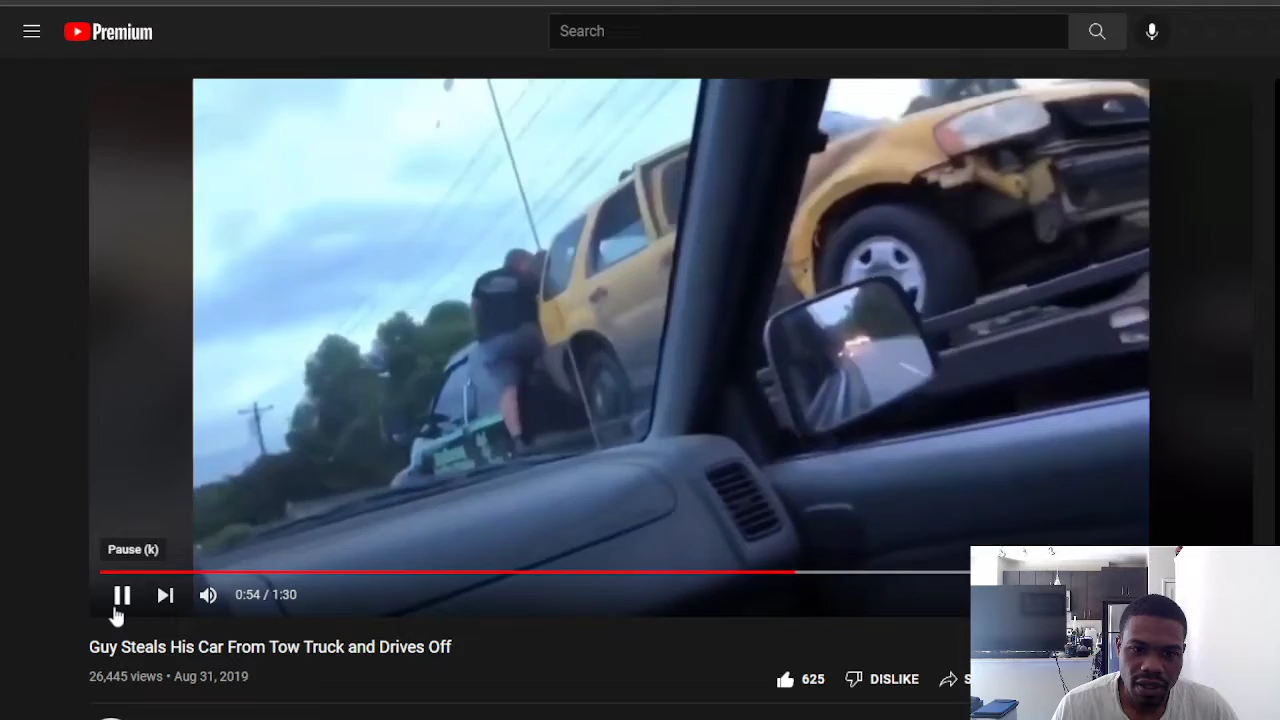 Premium
Search
Pause (k)
0:54 / 1:30
Guy Steals His Car From Tow Truck and Drives Off
26,445 views • Aug 31, 2019
625
DISLIKE
S